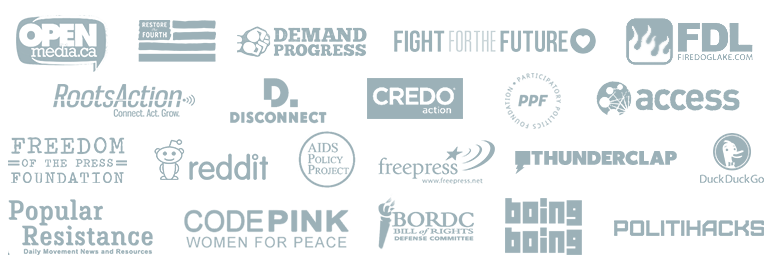 OPEN
media.ca
RESTORE
THE
FOURTH
DEMAND
PROGRESS
FIGHT FOR THE FUTURE
FDL
FIREDOGLAKE.COM
RootsAction
Connect. Act. Grow.
D.
DISCONNECT
CREDO
action
PARTICIPATORY POLITICS FOUNDATION
PPF
access
FREEDOM
OF THE PRESS
FOUNDATION
reddit
AIDS
POLICY
PROJECT
freepress
www.freepress.net
THUNDERCLAP
DuckDuckGo
Popular
Resistance
Daily Movement News and Resources
CODEPINK
WOMEN FOR PEACE
BORDC
BILL of RIGHTS
DEFENSE COMMITTEE
boing
boing
POLITIHACKS